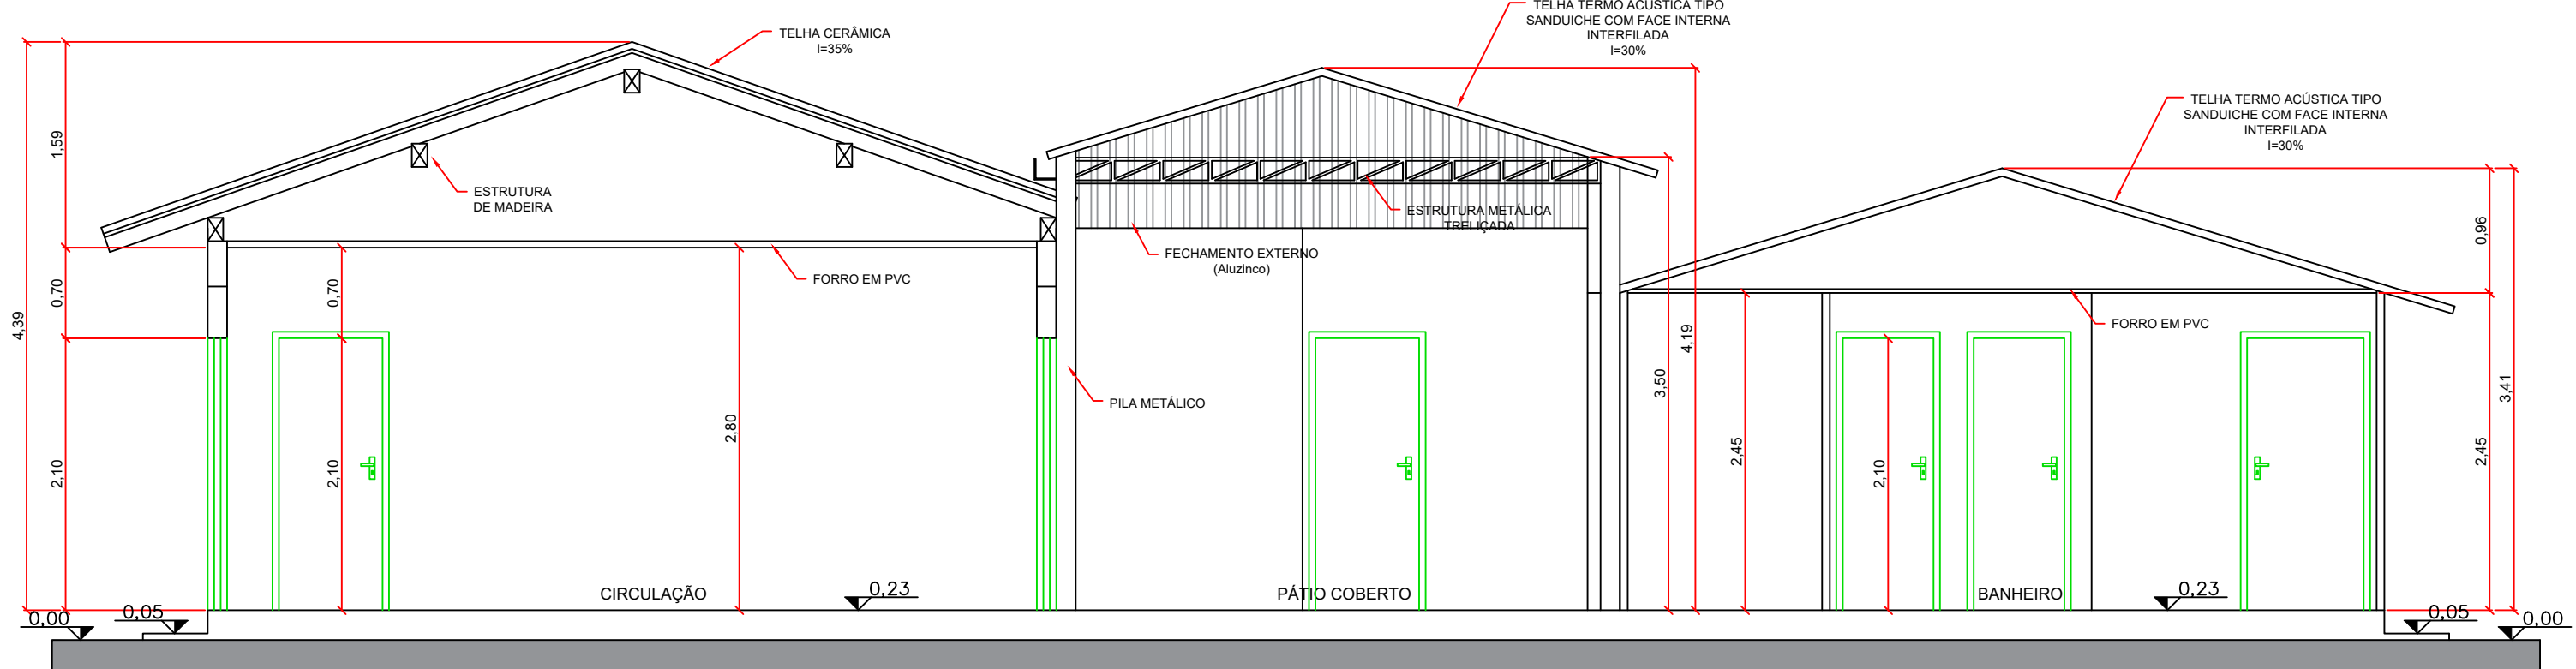 TELHA TERMO ACÚSTICA TIPO
SANDUICHE COM FACE INTERNA
INTERFILADA
I=30%
TELHA CERÂMICA
I=35%
TELHA TERMO ACÚSTICA TIPO
SANDUICHE COM FACE INTERNA
INTERFILADA
I=30%
ESTRUTURA
DE MADEIRA
ESTRUTURA METÁLICA
TRELIÇADA
FECHAMENTO EXTERNO
(Aluzinco)
FORRO EM PVC
FORRO EM PVC
PILA METÁLICO
4,39
1,59
0,70
2,10
0,70
2,10
2,80
3,50
4,19
2,45
2,10
0,96
2,45
3,41
CIRCULAÇÃO
0,23
PÁTIO COBERTO
BANHEIRO
0,23
0,00
0,05
0,05
0,00